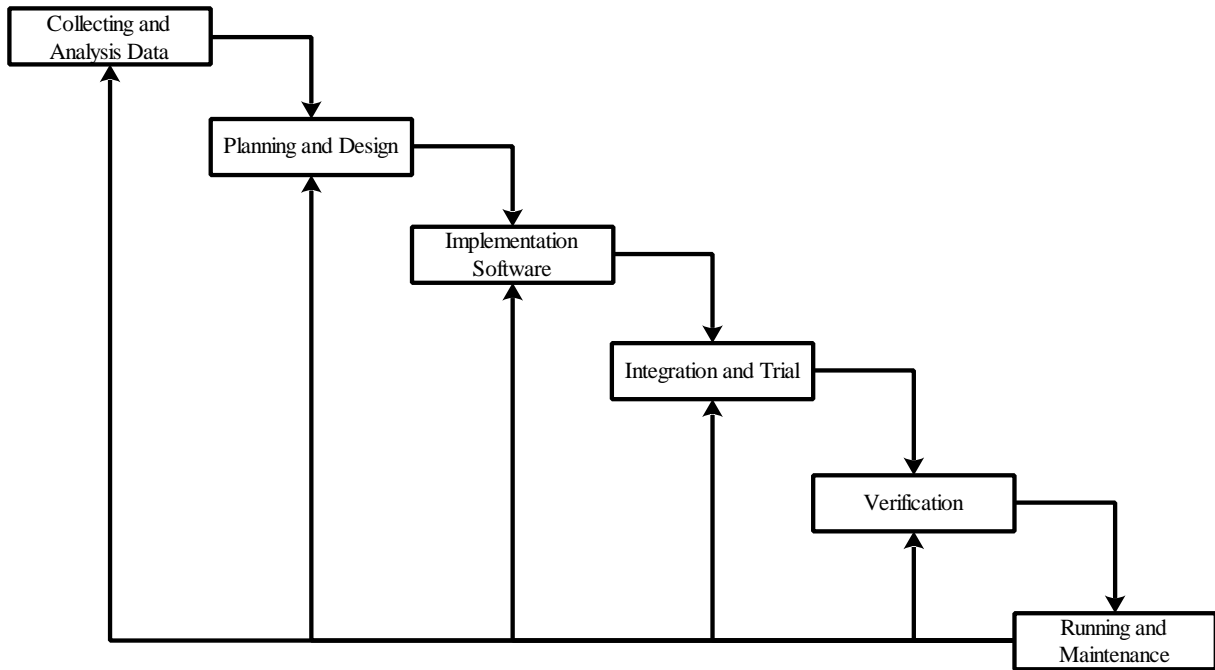 Collecting and
Analysis Data
Planning and Design
Implementation
Software
Integration and Trial
Verification
Running and
Maintenance